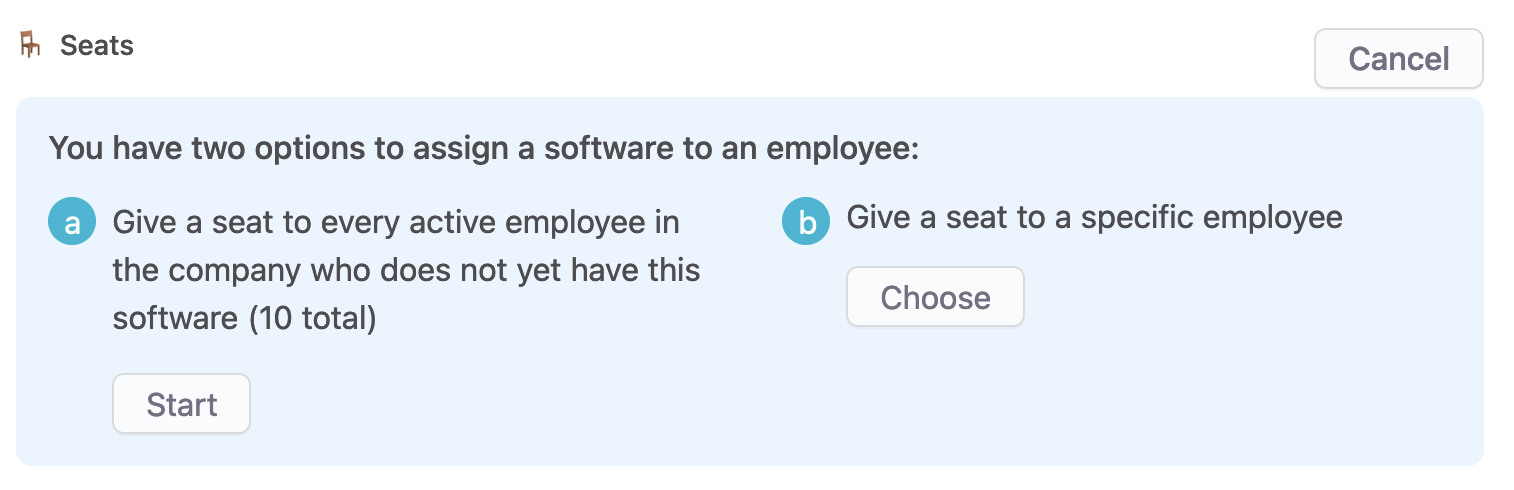 Seats
Cancel
You have two options to assign a software to an employee:
a
Give a seat to every active employee in
the company who does not yet have this
software (10 total)
Start
b
Give a seat to a specific employee
Choose